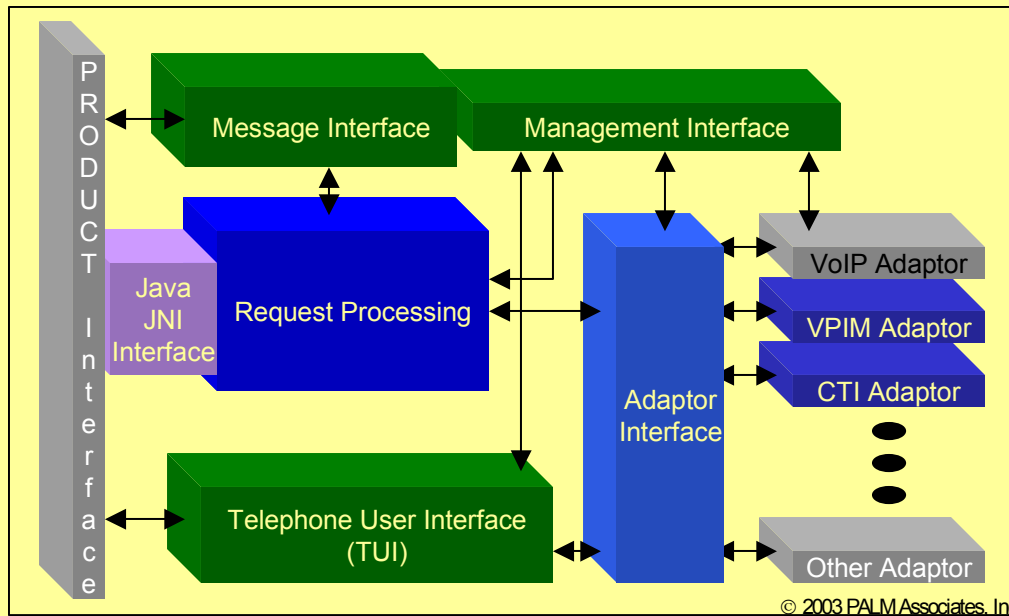 PRODUCT Interface
Message Interface
Management Interface
Java
JNI
Interface
Request Processing
Adaptor
Interface
VoIP Adaptor
VPIM Adaptor
CTI Adaptor
Telephone User Interface
(TUI)
Other Adaptor
© 2003 PALM Associates, In